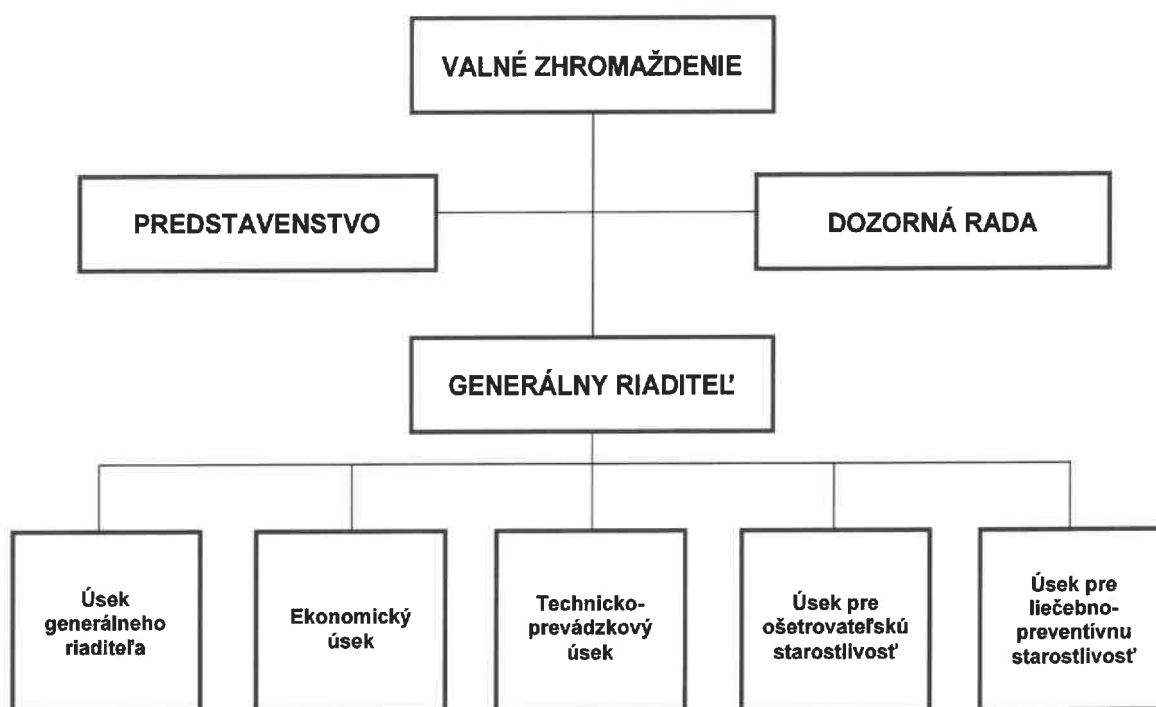 VALNÉ ZHROMAŽDENIE
PREDSTAVENSTVO
DOZORNÁ RADA
GENERÁLNY RIADITEĽ
Úsek
generálneho
riaditeľa
Ekonomický
úsek
Technicko-
prevádzkový
úsek
Úsek pre
ošetrovateľskú
starostlivosť
Úsek pre
liečebno-
preventívnu
starostlivosť